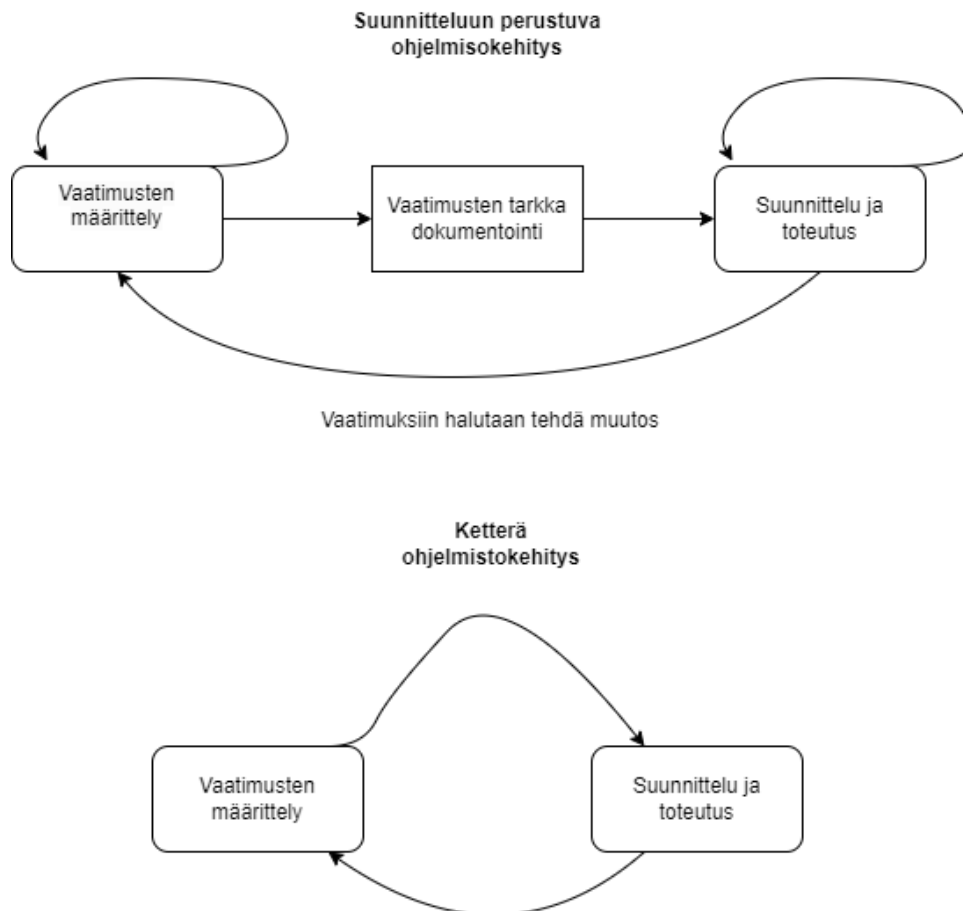 Suunnitteluun perustuva
ohjelmisokehitys
Vaatimusten
määrittely
Vaatimusten tarkka
dokumentointi
Suunnittelu ja
toteutus
Vaatimuksiin halutaan tehdä muutos
Ketterä
ohjelmistokehitys
Vaatimusten
määrittely
Suunnittelu ja
toteutus